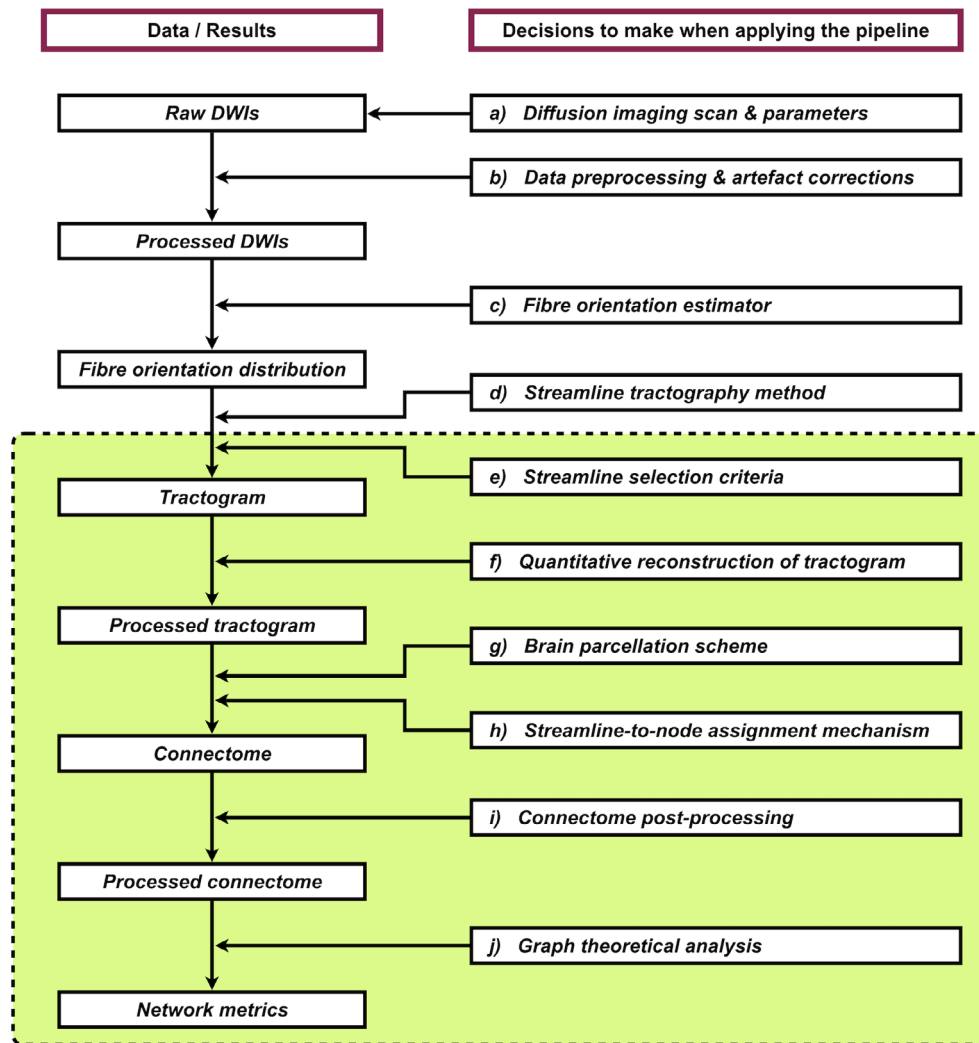 Data / Results
Decisions to make when applying the pipeline
Raw DWIs
a) Diffusion imaging scan & parameters
b) Data preprocessing & artefact corrections
Processed DWIs
c) Fibre orientation estimator
Fibre orientation distribution
d) Streamline tractography method
e) Streamline selection criteria
Tractogram
f) Quantitative reconstruction of tractogram
Processed tractogram
g) Brain parcellation scheme
h) Streamline-to-node assignment mechanism
Connectome
i) Connectome post-processing
Processed connectome
j) Graph theoretical analysis
Network metrics